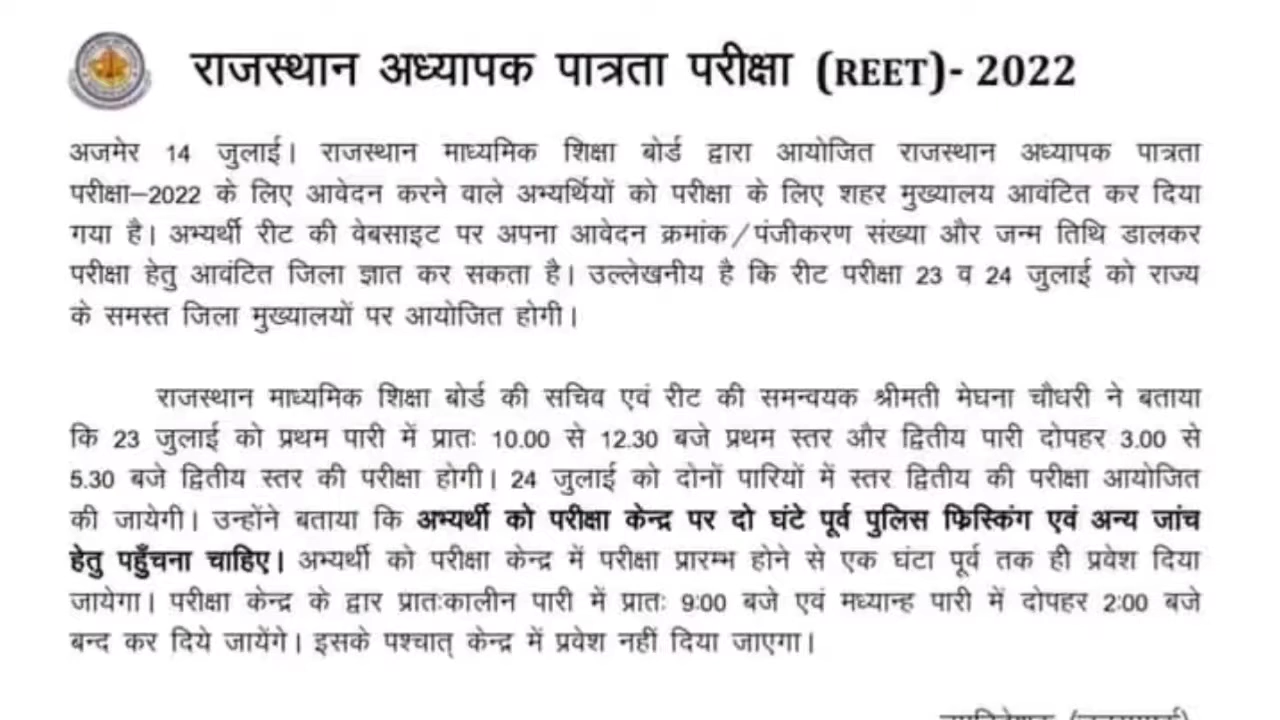 राजस्थान अध्यापक पात्रता परीक्षा (REET)- 2022
अजमेर 14 जुलाई। राजस्थान माध्यमिक शिक्षा बोर्ड द्वारा आयोजित राजस्थान अध्यापक पात्रता
परीक्षा–2022 के लिए आवेदन करने वाले अभ्यर्थियों को परीक्षा के लिए शहर मुख्यालय आवंटित कर दिया
गया है। अभ्यर्थी रीट की वेबसाइट पर अपना आवेदन क्रमांक/पंजीकरण संख्या और जन्म तिथि डालकर
परीक्षा हेतु आवंटित जिला ज्ञात कर सकता है। उल्लेखनीय है कि रीट परीक्षा 23 व 24 जुलाई को राज्य
के समस्त जिला मुख्यालयों पर आयोजित होगी।
राजस्थान माध्यमिक शिक्षा बोर्ड की सचिव एवं रीट की समन्वयक श्रीमती मेघना चौधरी ने बताया
कि 23 जुलाई को प्रथम पारी में प्रातः 10.00 से 12.30 बजे प्रथम स्तर और द्वितीय पारी दोपहर 3.00 से
5.30 बजे द्वितीय स्तर की परीक्षा होगी। 24 जुलाई को दोनों पारियों में स्तर द्वितीय की परीक्षा आयोजित
की जायेगी। उन्होंने बताया कि अभ्यर्थी को परीक्षा केन्द्र पर दो घंटे पूर्व पुलिस फ्रिस्किंग एवं अन्य जांच
हेतु पहुँचना चाहिए। अभ्यर्थी को परीक्षा केन्द्र में परीक्षा प्रारम्भ होने से एक घंटा पूर्व तक ही प्रवेश दिया
जायेगा। परीक्षा केन्द्र के द्वार प्रातःकालीन पारी में प्रातः 9:00 बजे एवं मध्यान्ह पारी में दोपहर 2:00 बजे
बन्द कर दिये जायेंगे। इसके पश्चात् केन्द्र में प्रवेश नहीं दिया जाएगा।